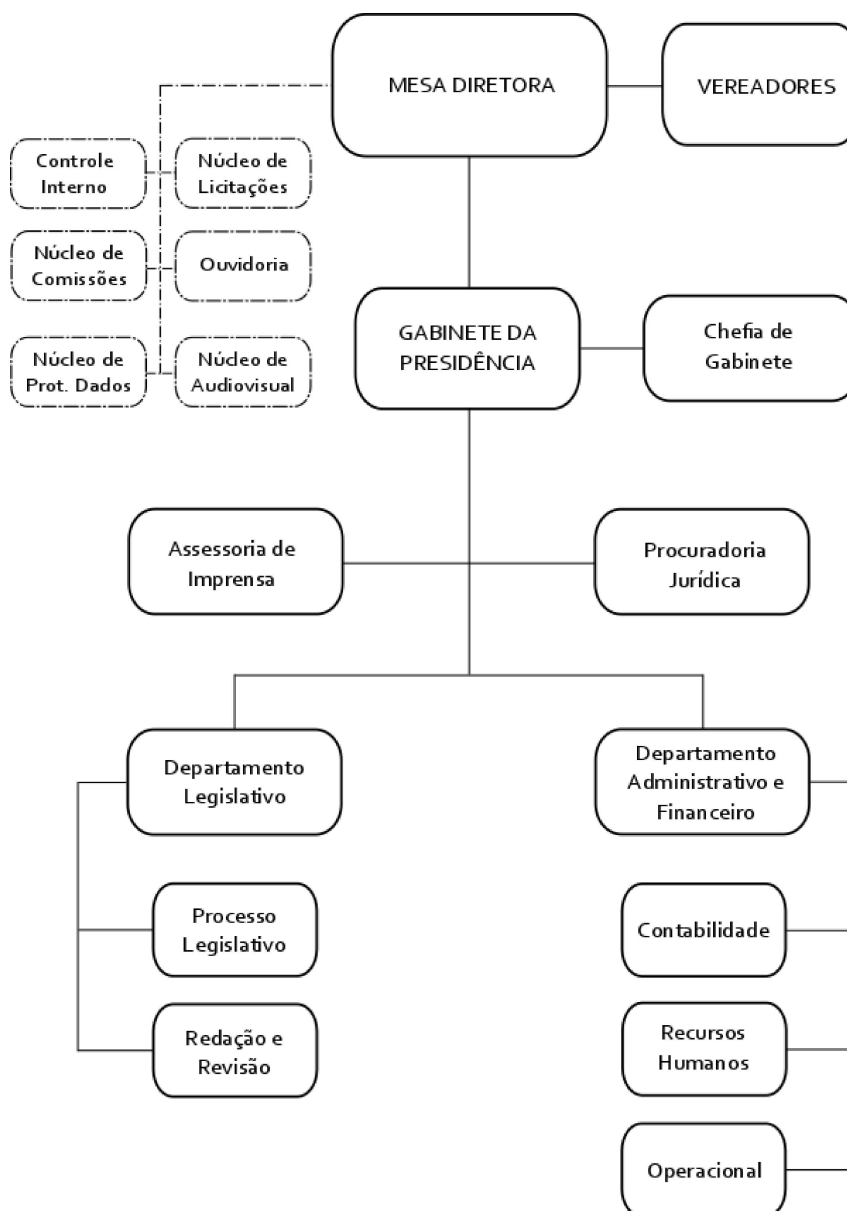 MESA DIRETORA
VEREADORES
Controle
Interno
Núcleo de
Licitações
Núcleo de
Comissões
Ouvidoria
Núcleo de
Prot. Dados
Núcleo de
Audiovisual
GABINETE DA
PRESIDÊNCIA
Chefia de
Gabinete
Assessoria de
Imprensa
Procuradoria
Jurídica
Departamento
Legislativo
Departamento
Administrativo e
Financeiro
Processo
Legislativo
Contabilidade
Redação e
Revisão
Recursos
Humanos
Operacional